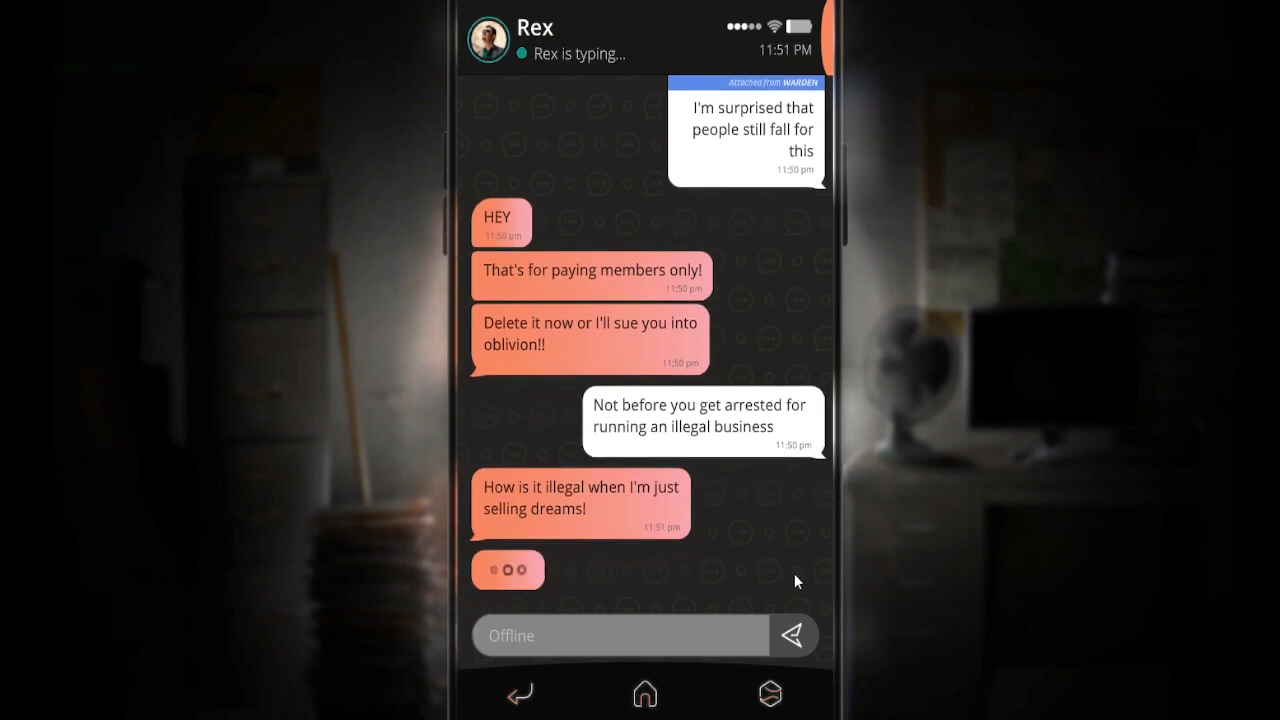 Rex
Rex is typing...
11:51 PM
Attached from WARDEN
I'm surprised that
people still fall for
this
11:50 pm
HEY
11:50 pm
That's for paying members only!
11:50 pm
Delete it now or I'll sue you into
oblivion!!
11:50 pm
Not before you get arrested for
running an illegal business
11:50 pm
How is it illegal when I'm just
selling dreams!
11:51 pm
Offline